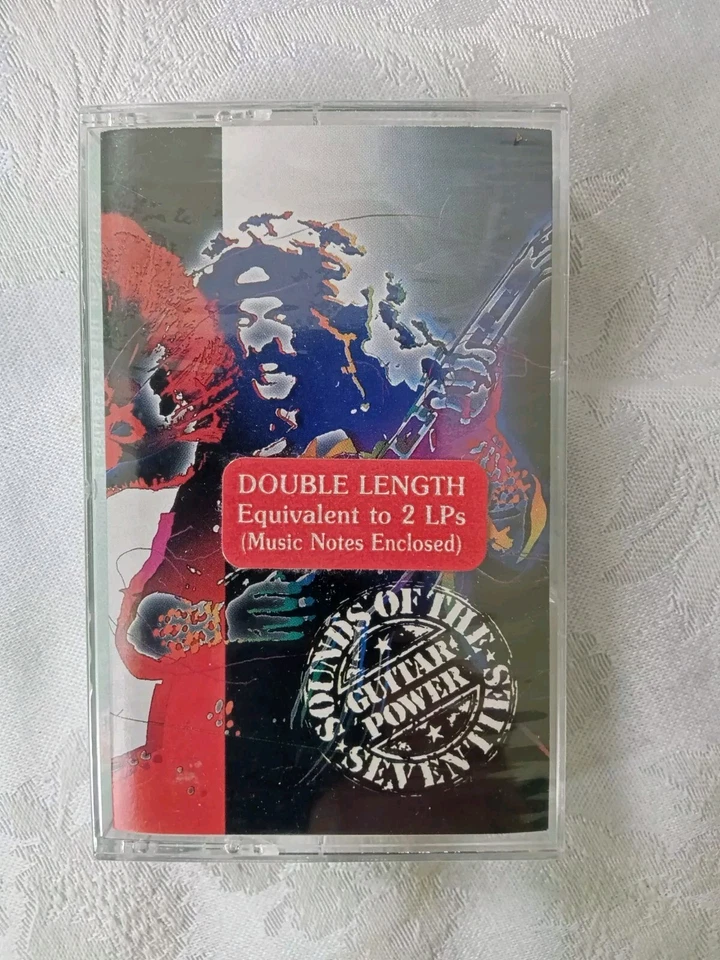 DOUBLE LENGTH
Equivalent to 2 LPs
(Music Notes Enclosed)
SOUNDS OF THE
SEVENTIES
GUITAR
POWER